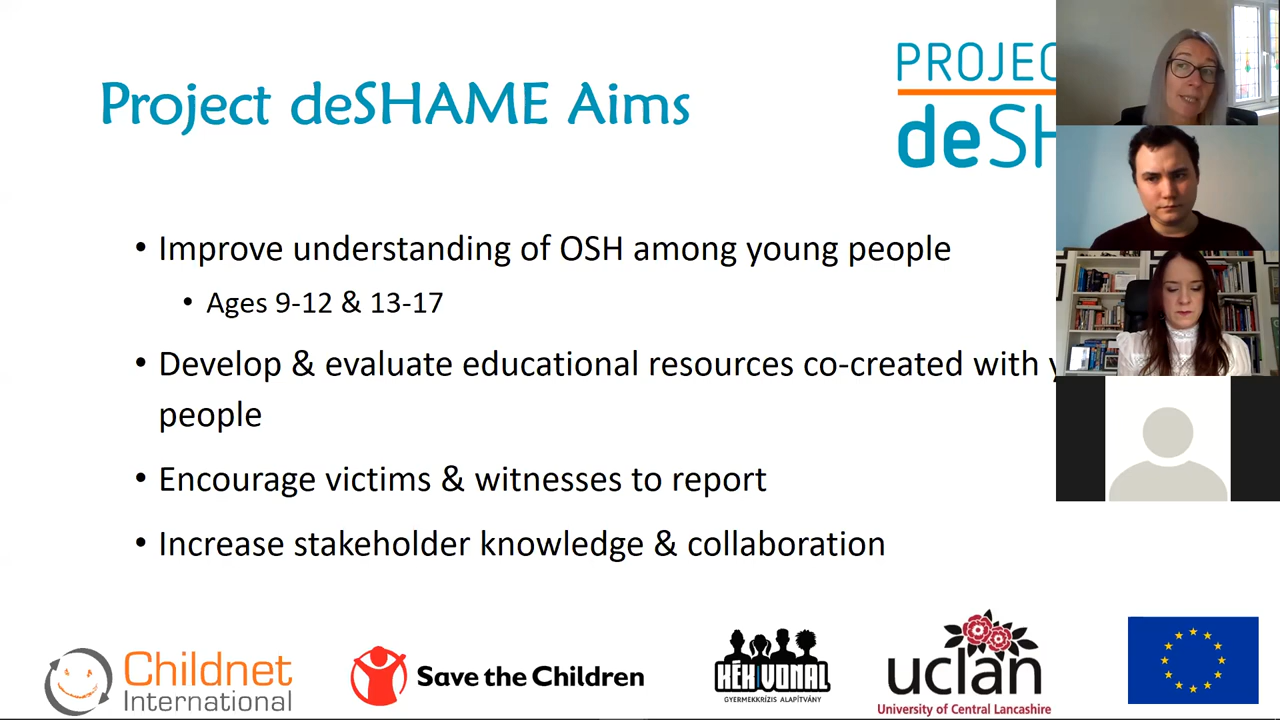 Project deSHAME Aims
PROJEC
deSH
• Improve understanding of OSH among young people
• Ages 9-12 & 13-17
• Develop & evaluate educational resources co-created with
people
• Encourage victims & witnesses to report
• Increase stakeholder knowledge & collaboration
Childnet
International
Save the Children
KÉK VONAL
GYERMEKKRÍZIS ALAPÍTVÁNY
uclan
University of Central Lancashire